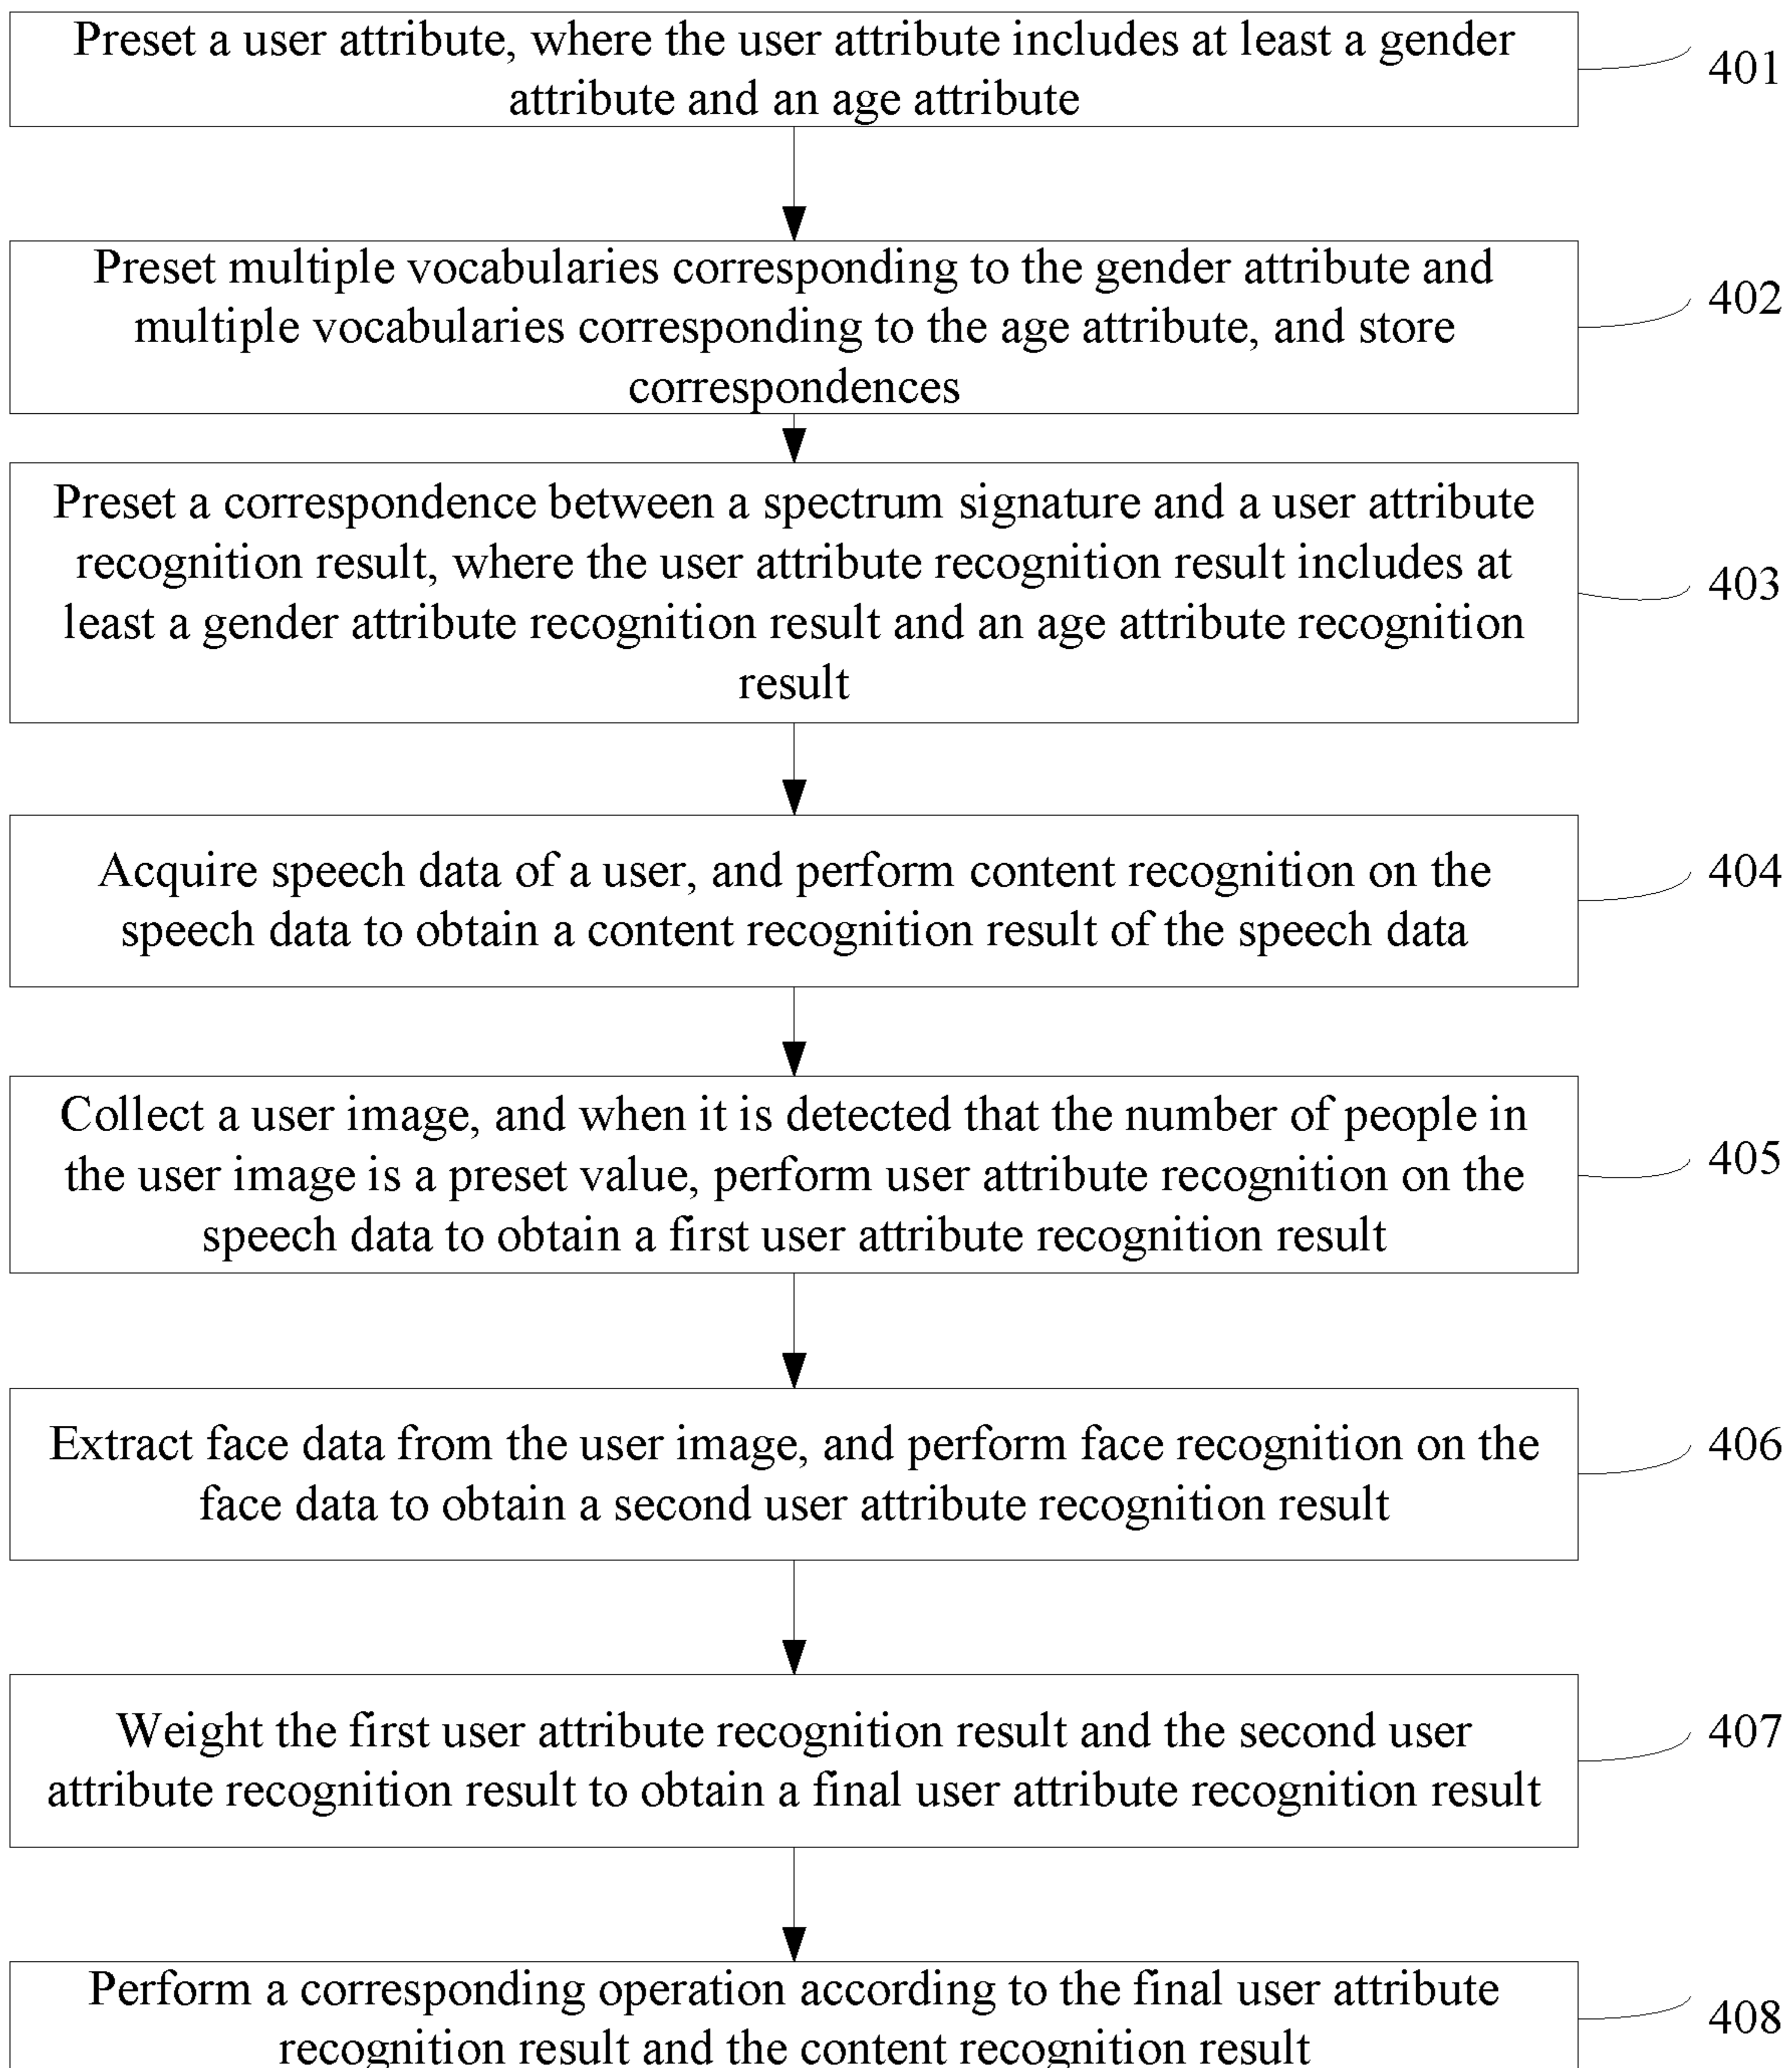 Preset a user attribute, where the user attribute includes at least a gender
attribute and an age attribute
401
Preset multiple vocabularies corresponding to the gender attribute and
multiple vocabularies corresponding to the age attribute, and store
correspondences
402
Preset a correspondence between a spectrum signature and a user attribute
recognition result, where the user attribute recognition result includes at
least a gender attribute recognition result and an age attribute recognition
result
403
Acquire speech data of a user, and perform content recognition on the
speech data to obtain a content recognition result of the speech data
404
Collect a user image, and when it is detected that the number of people in
the user image is a preset value, perform user attribute recognition on the
speech data to obtain a first user attribute recognition result
405
Extract face data from the user image, and perform face recognition on the
face data to obtain a second user attribute recognition result
406
Weight the first user attribute recognition result and the second user
attribute recognition result to obtain a final user attribute recognition result
407
Perform a corresponding operation according to the final user attribute
recognition result and the content recognition result
408